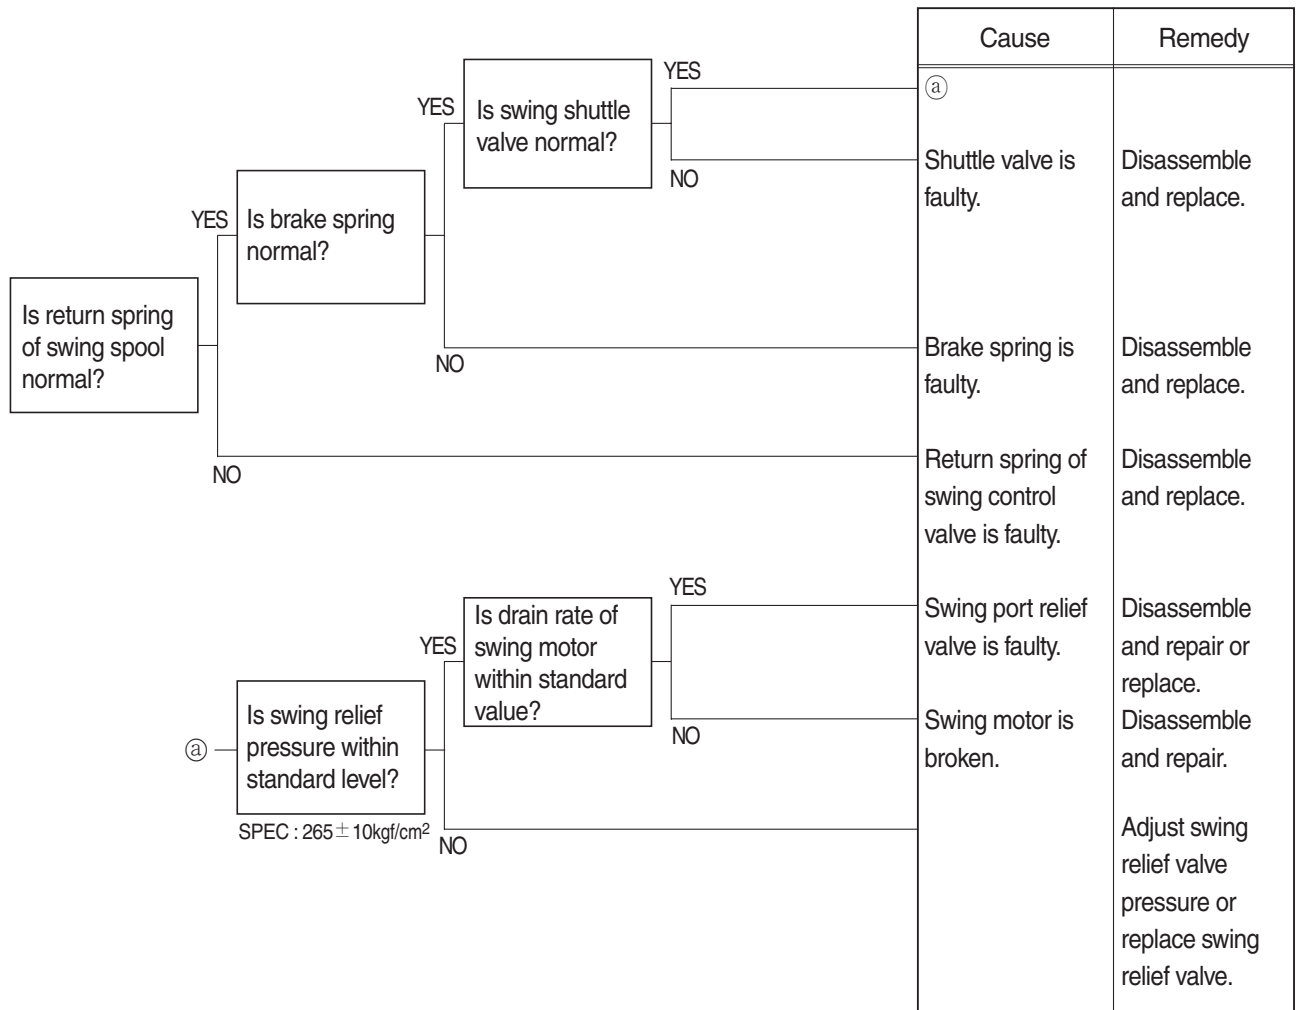 Cause Remedy
YES
ⓐ
YES
Is swing shuttle
valve normal?
NO
Shuttle valve is
faulty.
Disassemble
and replace.
YES
Is brake spring
normal?
Is return spring
of swing spool
normal?
NO
Brake spring is
faulty.
Disassemble
and replace.
NO
Return spring of
swing control
valve is faulty.
Disassemble
and replace.
YES
Is drain rate of
swing motor
within standard
value?
YES
Swing port relief
valve is faulty.
Disassemble
and repair or
replace.
NO
Swing motor is
broken.
Disassemble
and repair.
ⓐ
Is swing relief
pressure within
standard level?
SPEC : 265±10kgf/cm²
NO
Adjust swing
relief valve
pressure or
replace swing
relief valve.